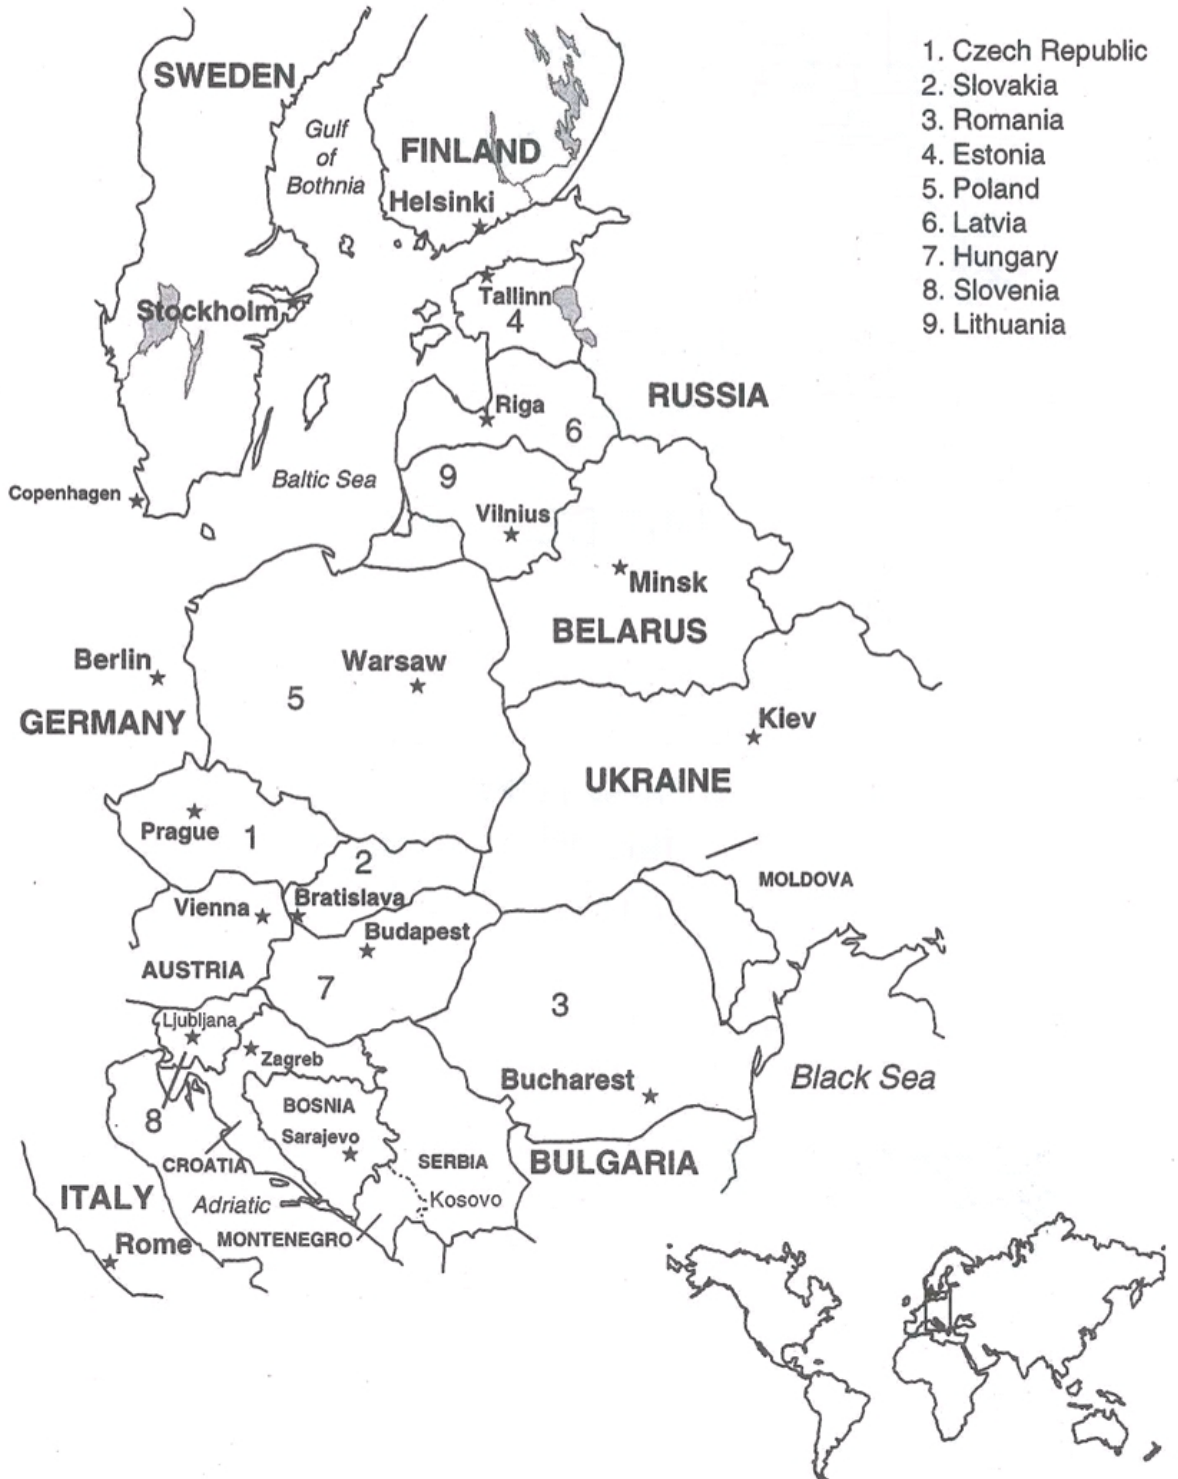 SWEDEN
Gulf
of
Bothnia
FINLAND
Helsinki
Stockholm
Tallinn
4
Riga
6
RUSSIA
Copenhagen
Baltic Sea
9
Vilnius
Minsk
BELARUS
Berlin
Warsaw
5
GERMANY
Kiev
UKRAINE
Prague
1
2
MOLDOVA
Vienna
Bratislava
Budapest
AUSTRIA
7
3
Ljubljana
Zagreb
Bucharest
Black Sea
8
BOSNIA
Sarajevo
CROATIA
SERBIA
BULGARIA
ITALY
Adriatic
Kosovo
Rome
MONTENEGRO
1. Czech Republic
2. Slovakia
3. Romania
4. Estonia
5. Poland
6. Latvia
7. Hungary
8. Slovenia
9. Lithuania